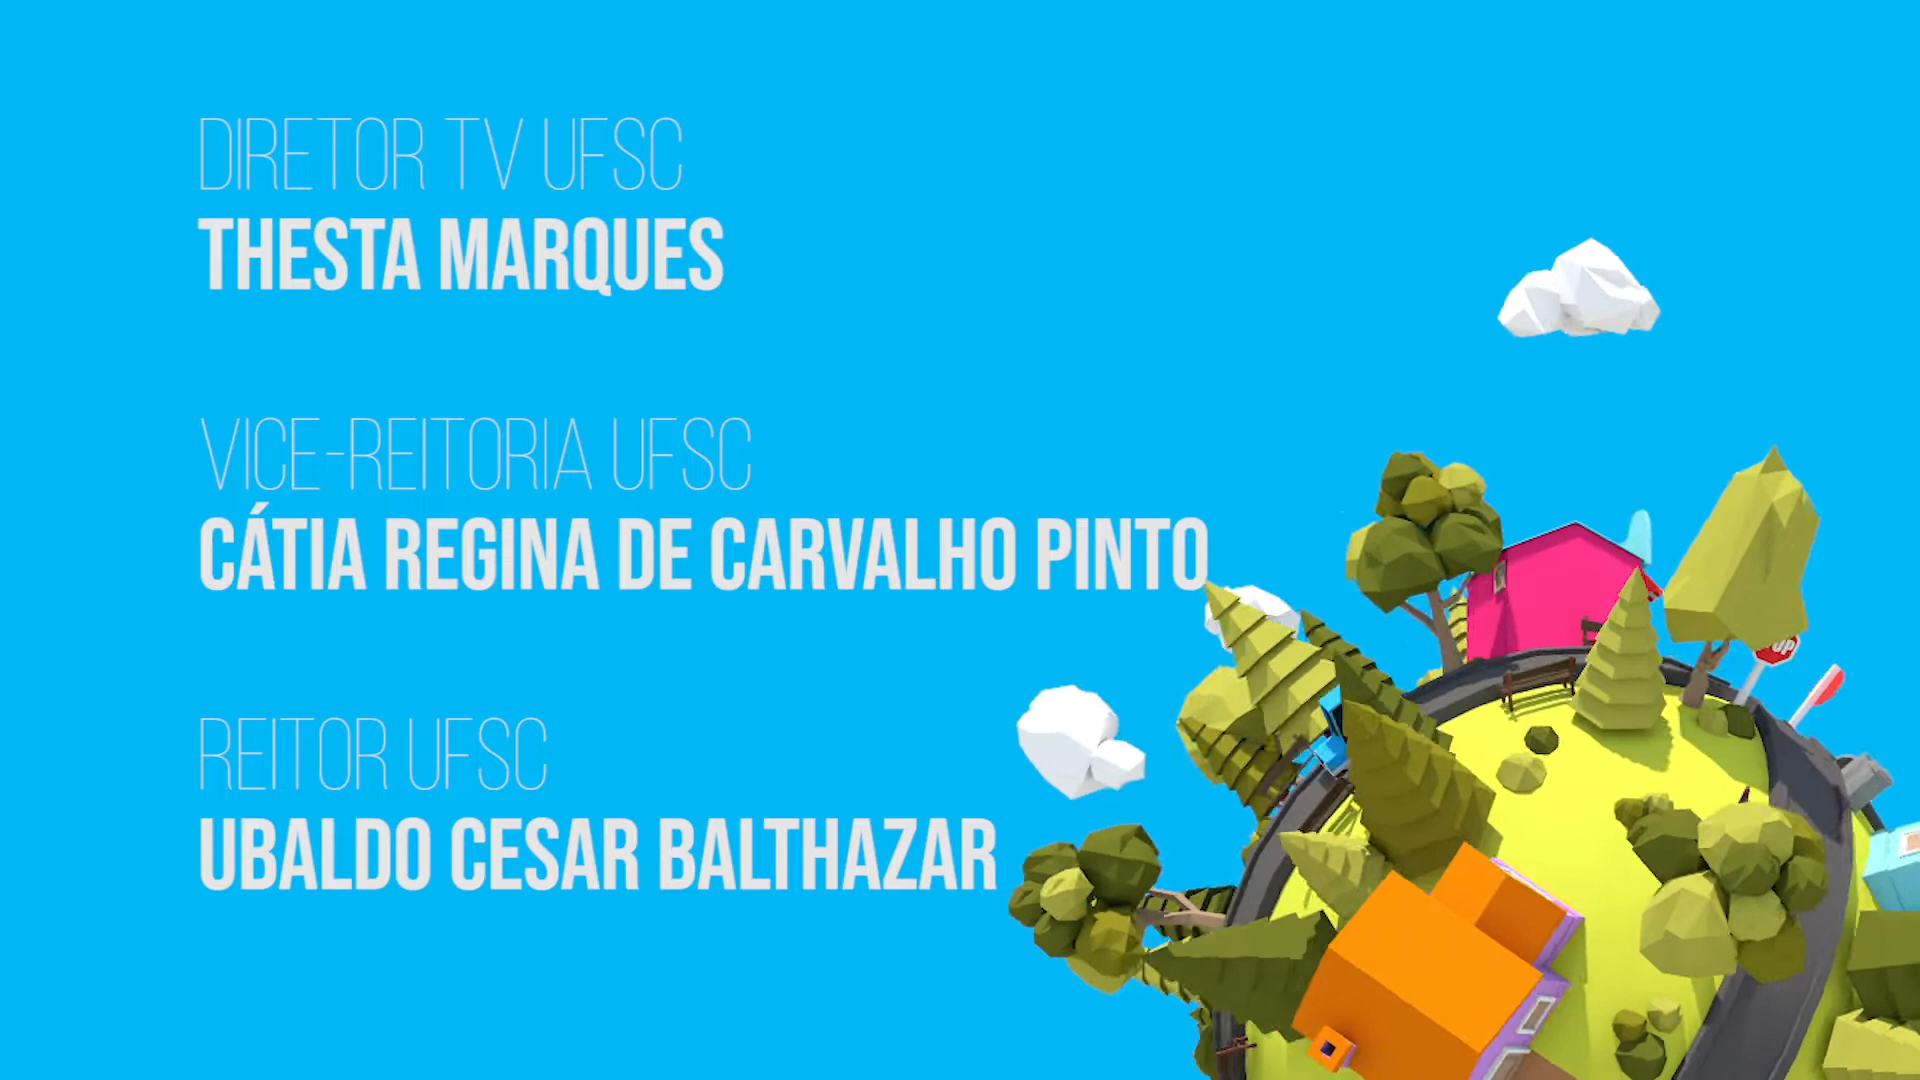 DIRETOR TV UFSC
THESTA MARQUES
VICE-REITORIA UFSC
CÁTIA REGINA DE CARVALHO PINTO
REITOR UFSC
UBALDO CESAR BALTHAZAR